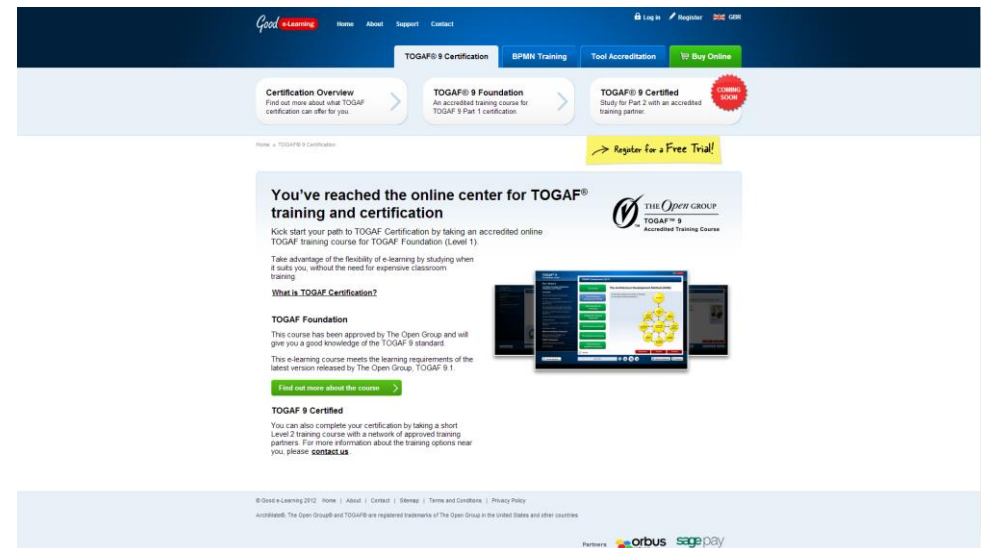 Good e-Learning Home About Support Contact
Log in Register GBR
TOGAF® 9 Certification BPMN Training Tool Accreditation Buy Online
Certification Overview
Find out more about what TOGAF
certification can offer for you.
TOGAF® 9 Foundation
An accredited training course for
TOGAF 9 Part 1 certification.
TOGAF® 9 Certified
Study for Part 2 with an accredited
training partner.
COMING
SOON
Home » TOGAF® 9 Certification
Register for a Free Trial!
You've reached the online center for TOGAF®
training and certification
Kick start your path to TOGAF Certification by taking an accredited online
TOGAF training course for TOGAF Foundation (Level 1).
Take advantage of the flexibility of e-learning by studying when
it suits you, without the need for expensive classroom
training.
What is TOGAF Certification?
THE Open GROUP
TOGAF™ 9
Accredited Training Course
TOGAF Foundation
This course has been approved by The Open Group and will
give you a good knowledge of the TOGAF 9 standard.
This e-learning course meets the learning requirements of the
latest version released by The Open Group, TOGAF 9.1.
Find out more about the course
TOGAF 9 Certified
You can also complete your certification by taking a short
Level 2 training course with a network of approved training
partners. For more information about the training options near
you, please contact us.
© Good e-Learning 2012 Home | About | Contact | Sitemap | Terms and Conditions | Privacy Policy
ArchiMate®, The Open Group® and TOGAF® are registered trademarks of The Open Group in the United States and other countries.
Partners orbus sagepay